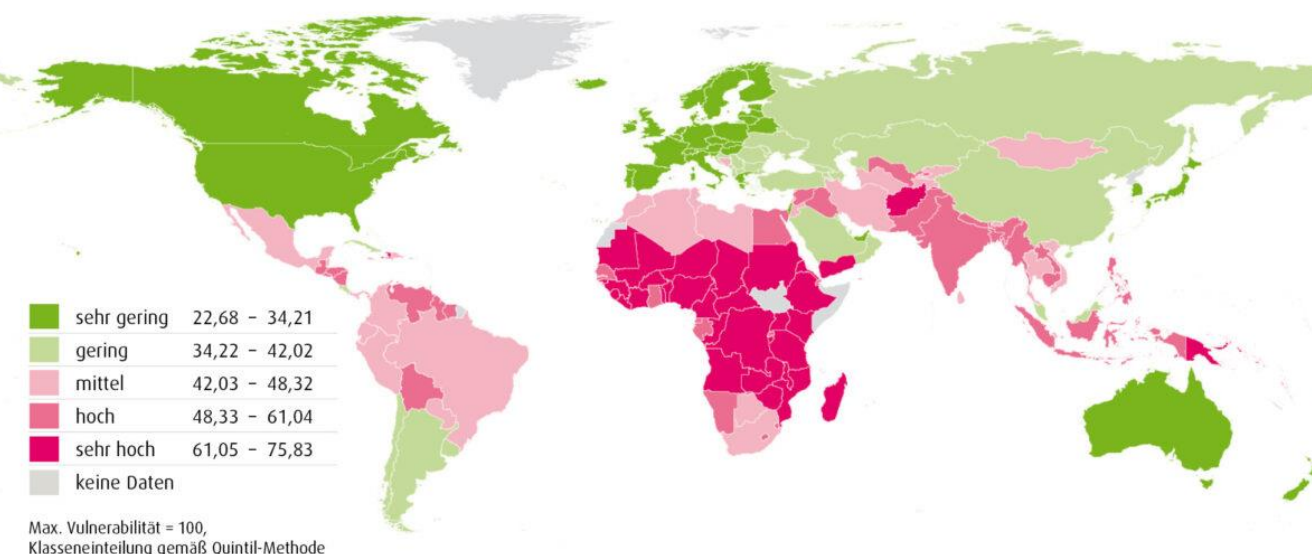 sehr gering 22,68 – 34,21
gering 34,22 – 42,02
mittel 42,03 – 48,32
hoch 48,33 – 61,04
sehr hoch 61,05 – 75,83
keine Daten
Max. Vulnerabilität = 100,
Klasseneinteilung gemäß Quintil-Methode